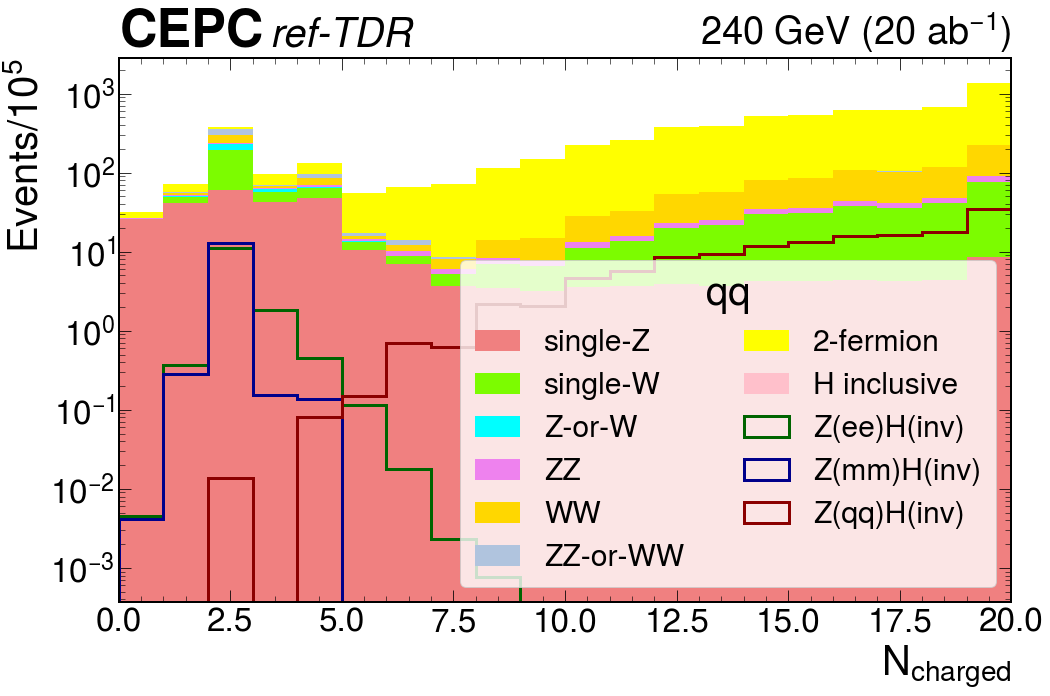 CEPC ref-TDR 240 GeV (20 ab⁻¹)
Events/10⁵
10³
10²
10¹
10⁰
10⁻¹
10⁻²
10⁻³
qq
single-Z
single-W
Z-or-W
ZZ
WW
ZZ-or-WW
2-fermion
H inclusive
Z(ee)H(inv)
Z(mm)H(inv)
Z(qq)H(inv)
0.0 2.5 5.0 7.5 10.0 12.5 15.0 17.5 20.0
N_charged